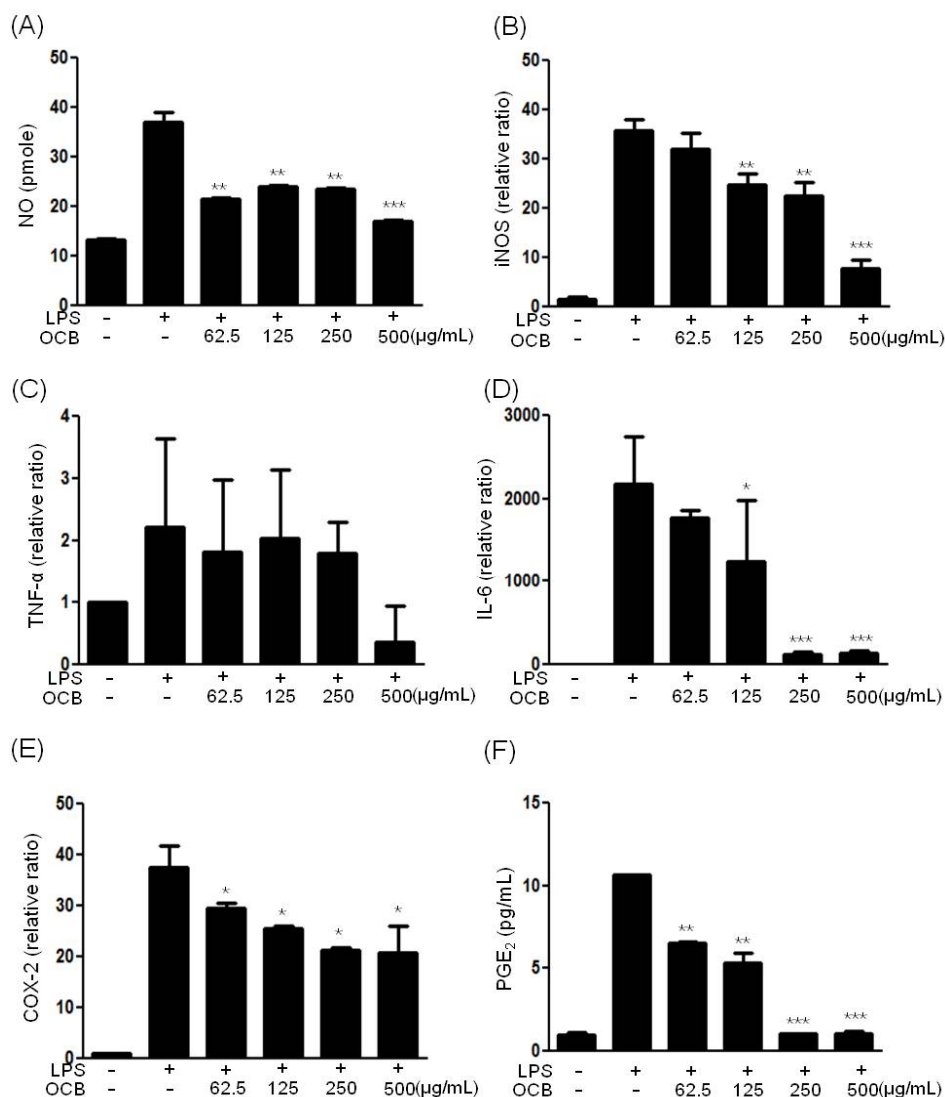 (A)
NO (pmole)
50
40
30
20
10
0
** ** ** ***
LPS - + + + + +
OCB - - 62.5 125 250 500(μg/mL)
(B)
iNOS (relative ratio)
50
40
30
20
10
0
** ** ***
LPS - + + + + +
OCB - - 62.5 125 250 500(μg/mL)
(C)
TNF-α (relative ratio)
4
3
2
1
0
LPS - + + + + +
OCB - - 62.5 125 250 500(μg/mL)
(D)
IL-6 (relative ratio)
3000
2000
1000
0
* *** ***
LPS - + + + + +
OCB - - 62.5 125 250 500(μg/mL)
(E)
COX-2 (relative ratio)
50
40
30
20
10
0
* * * *
LPS - + + + + +
OCB - - 62.5 125 250 500(μg/mL)
(F)
PGE₂ (pg/mL)
15
10
5
0
** ** *** ***
LPS - + + + + +
OCB - - 62.5 125 250 500(μg/mL)